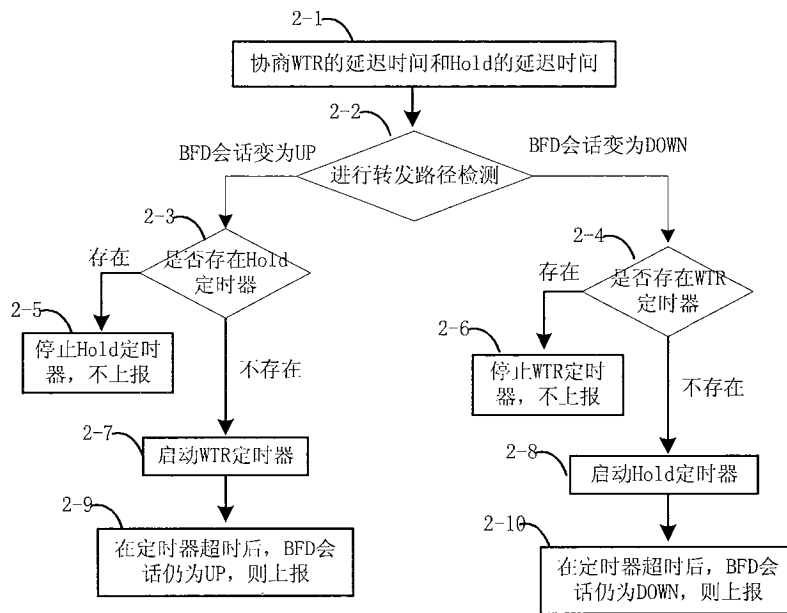 2-1
协商WTR的延迟时间和Hold的延迟时间
2-2
BFD会话变为UP
BFD会话变为DOWN
进行转发路径检测
2-3
2-4
存在
是否存在Hold
定时器
存在
是否存在WTR
定时器
2-5
停止Hold定时
器，不上报
2-6
停止WTR定时
器，不上报
不存在
不存在
2-7
启动WTR定时器
2-8
启动Hold定时器
2-9
在定时器超时后，BFD会
话仍为UP，则上报
2-10
在定时器超时后，BFD会
话仍为DOWN，则上报